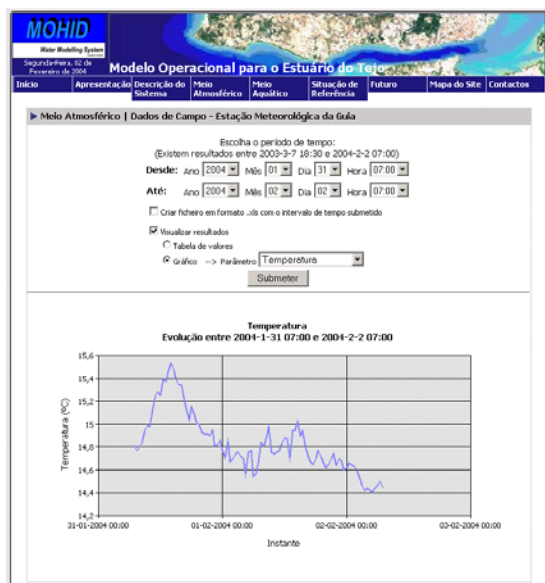 MOHID
Water Modelling System
Segunda-Feira, 02 de
Fevereiro de 2004
Modelo Operacional para o Estuário do Tejo
Início Apresentação Descrição do Sistema Meio Atmosférico Meio Aquático Situação de Referência Futuro Mapa do Site Contactos
Meio Atmosférico | Dados de Campo - Estação Meteorológica da Guia
Escolha o período de tempo:
(Existem resultados entre 2003-3-7 18:30 e 2004-2-2 07:00)
Desde: Ano 2004 Mês 01 Dia 31 Hora 07:00
Até: Ano 2004 Mês 02 Dia 02 Hora 07:00
Criar ficheiro em formato .xls com o intervalo de tempo submetido
Visualizar resultados
Tabela de valores
Gráfico --> Parâmetro Temperatura
Submeter
Temperatura
Evolução entre 2004-1-31 07:00 e 2004-2-2 07:00
15,6
15,4
15,2
15
14,8
14,6
14,4
14,2
Temperatura (ºC)
31-01-2004 00:00 01-02-2004 00:00 02-02-2004 00:00 03-02-2004 00:00
Instante